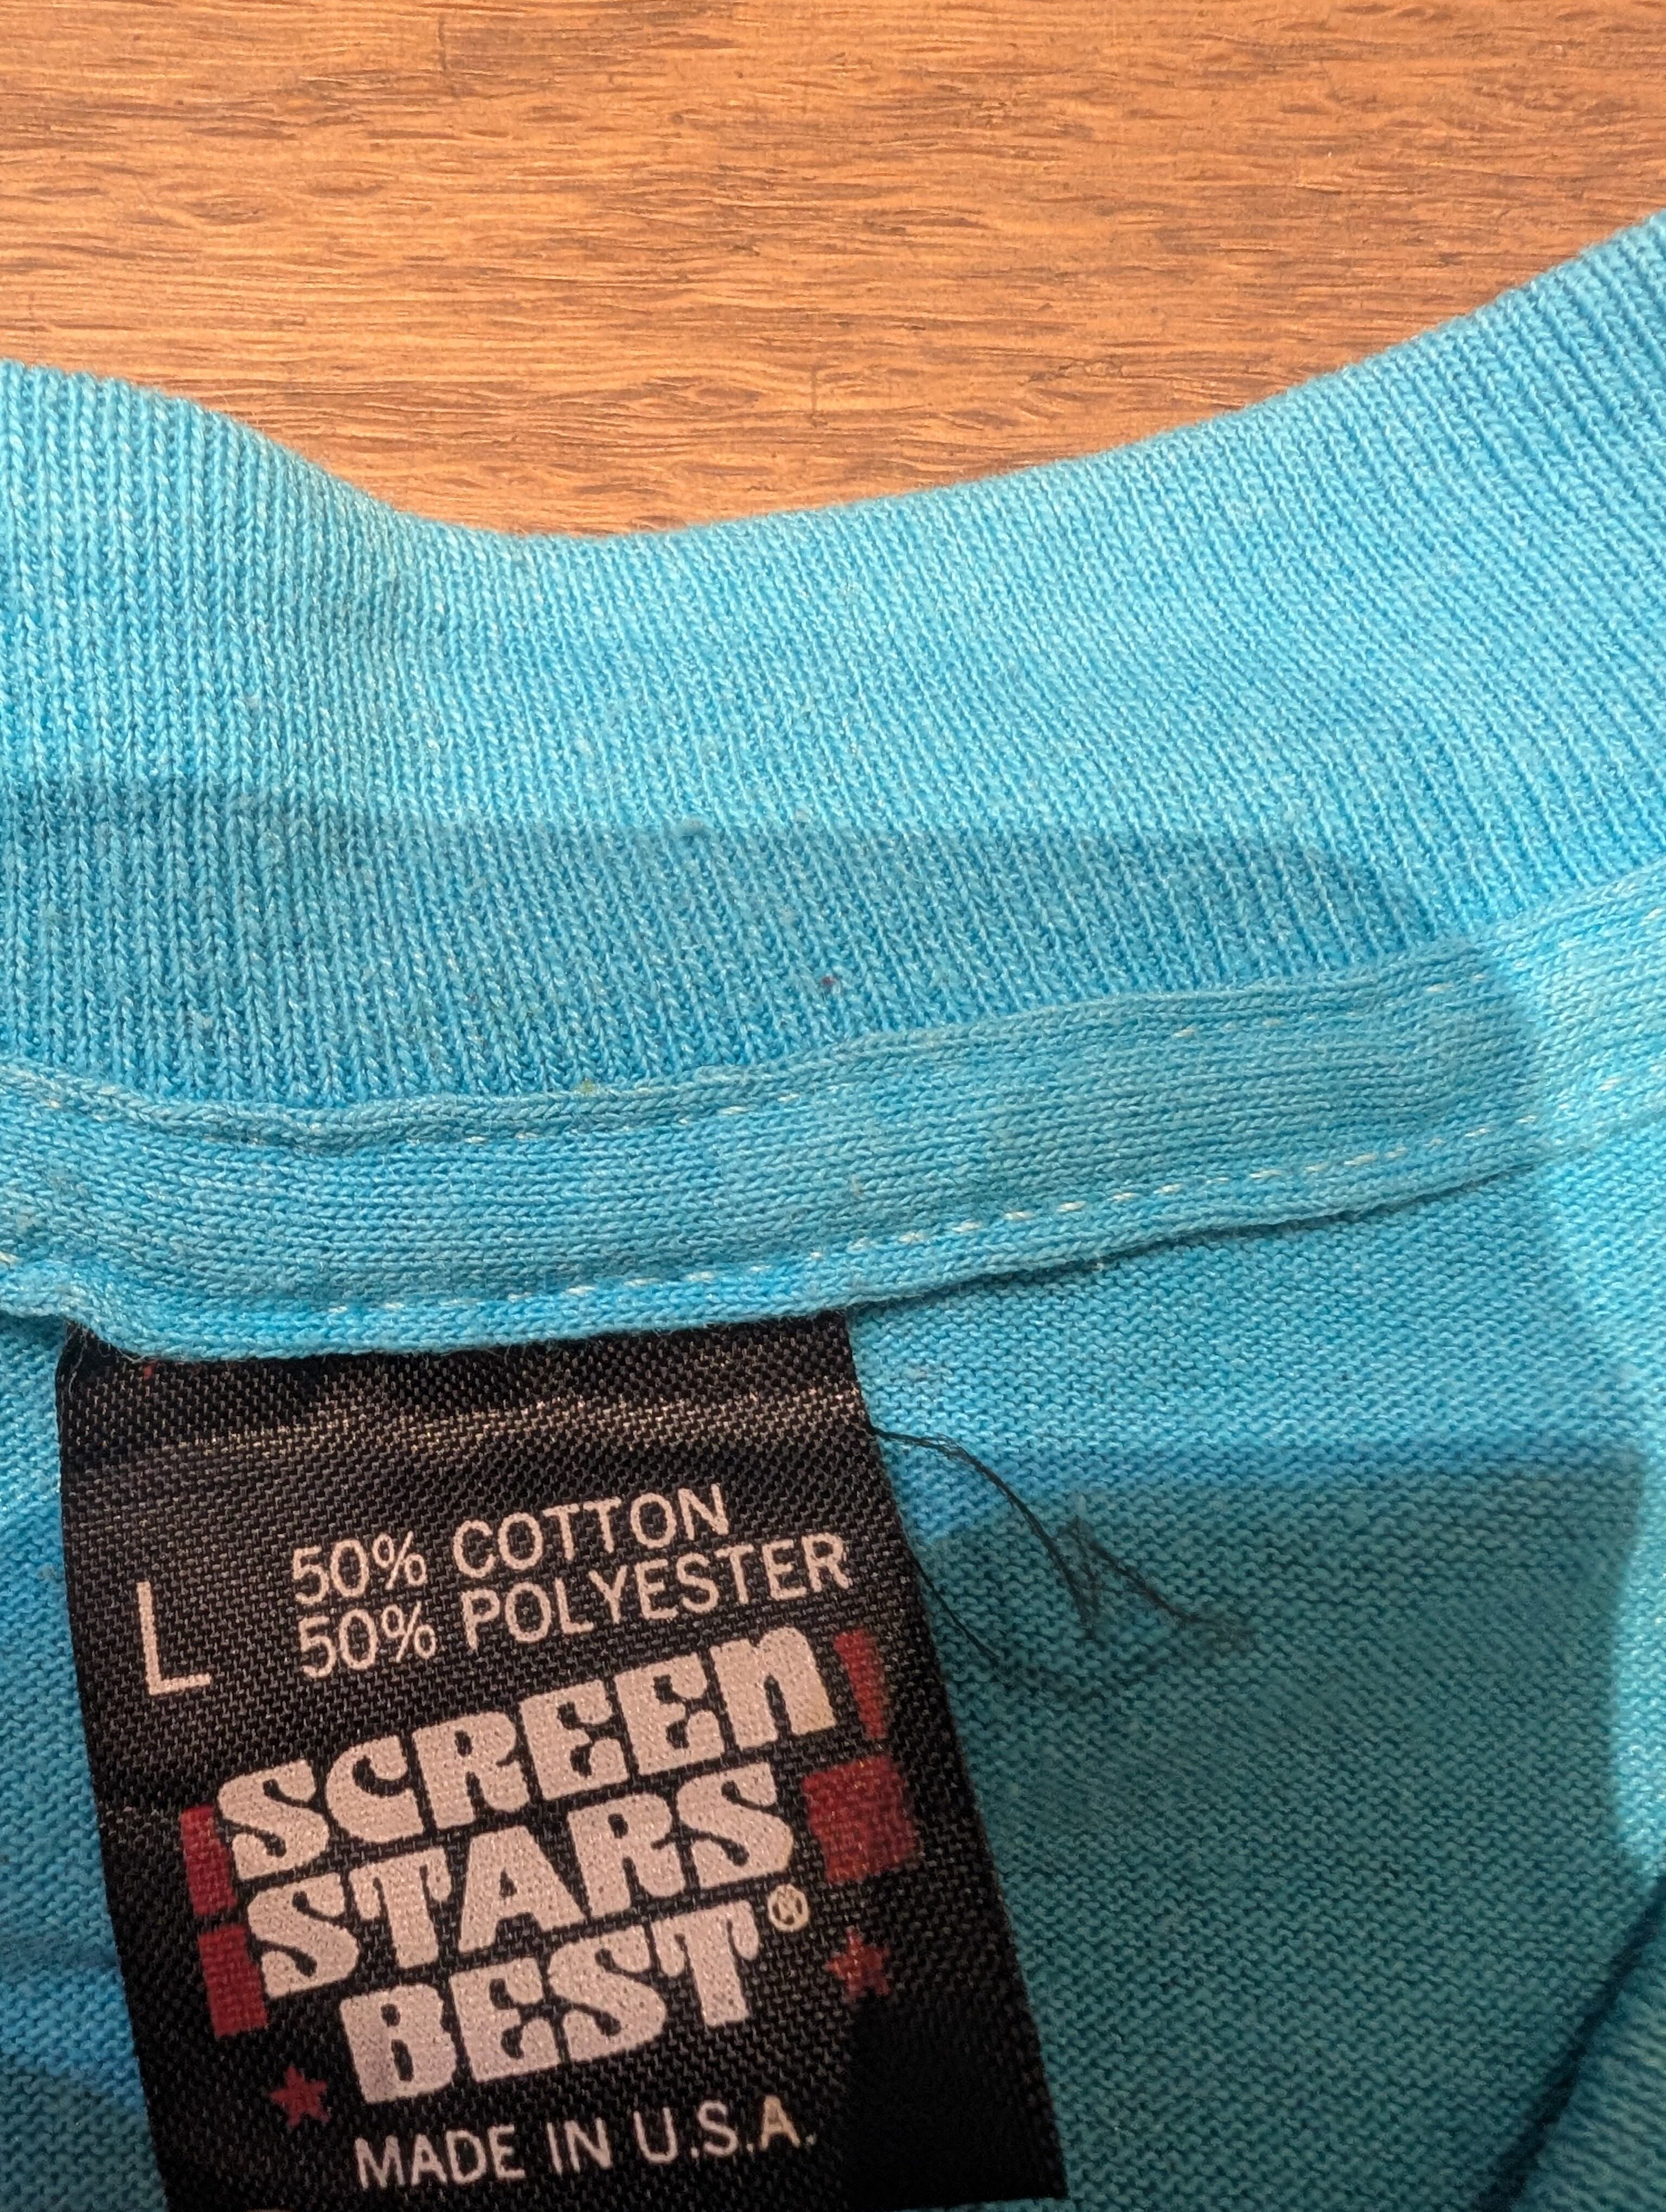 50% COTTON
L 50% POLYESTER
SCREEN
STARS
BEST®
MADE IN U.S.A.